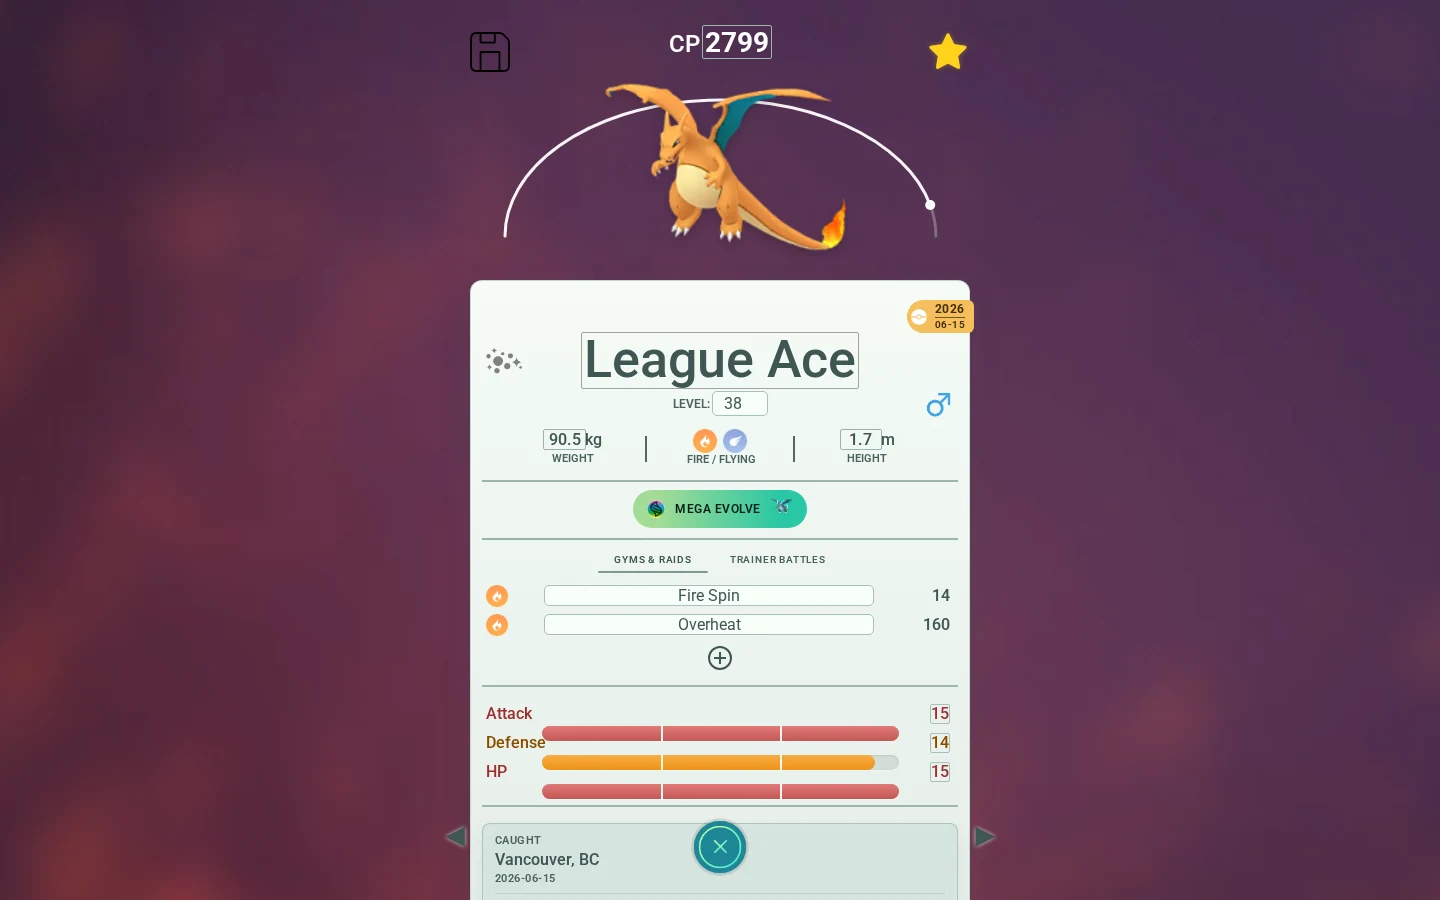 CP 2799
2026
06-15
League Ace
LEVEL: 38
90.5 kg
WEIGHT
FIRE / FLYING
1.7 m
HEIGHT
MEGA EVOLVE
GYMS & RAIDS
TRAINER BATTLES
Fire Spin 14
Overheat 160
Attack 15
Defense 14
HP 15
CAUGHT
Vancouver, BC
2026-06-15